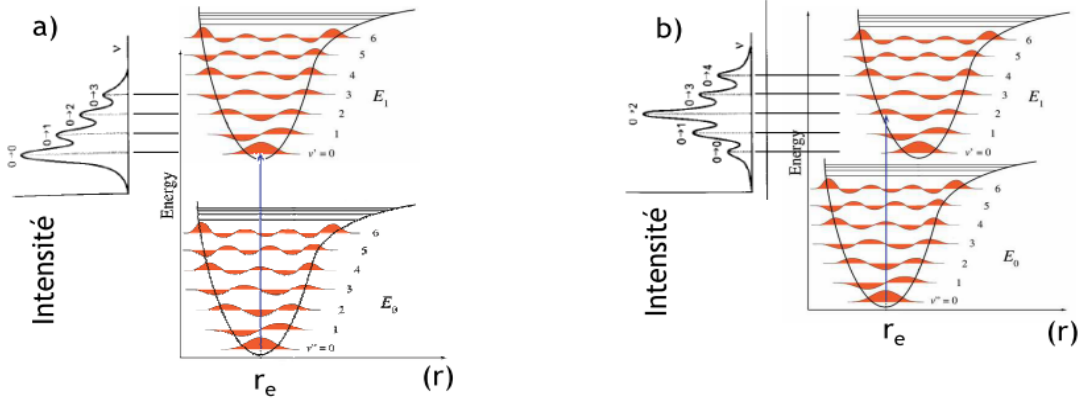 a)
ν
0→3
0→2
0→1
0→0
Intensité
Energy
6
5
4
3
2
1
v' = 0
E₁
6
5
4
3
2
1
v'' = 0
E₀
rₑ
(r)
b)
ν
0→4
0→3
0→2
0→1
0→0
Intensité
Energy
6
5
4
3
2
1
v' = 0
E₁
6
5
4
3
2
1
v'' = 0
E₀
rₑ
(r)